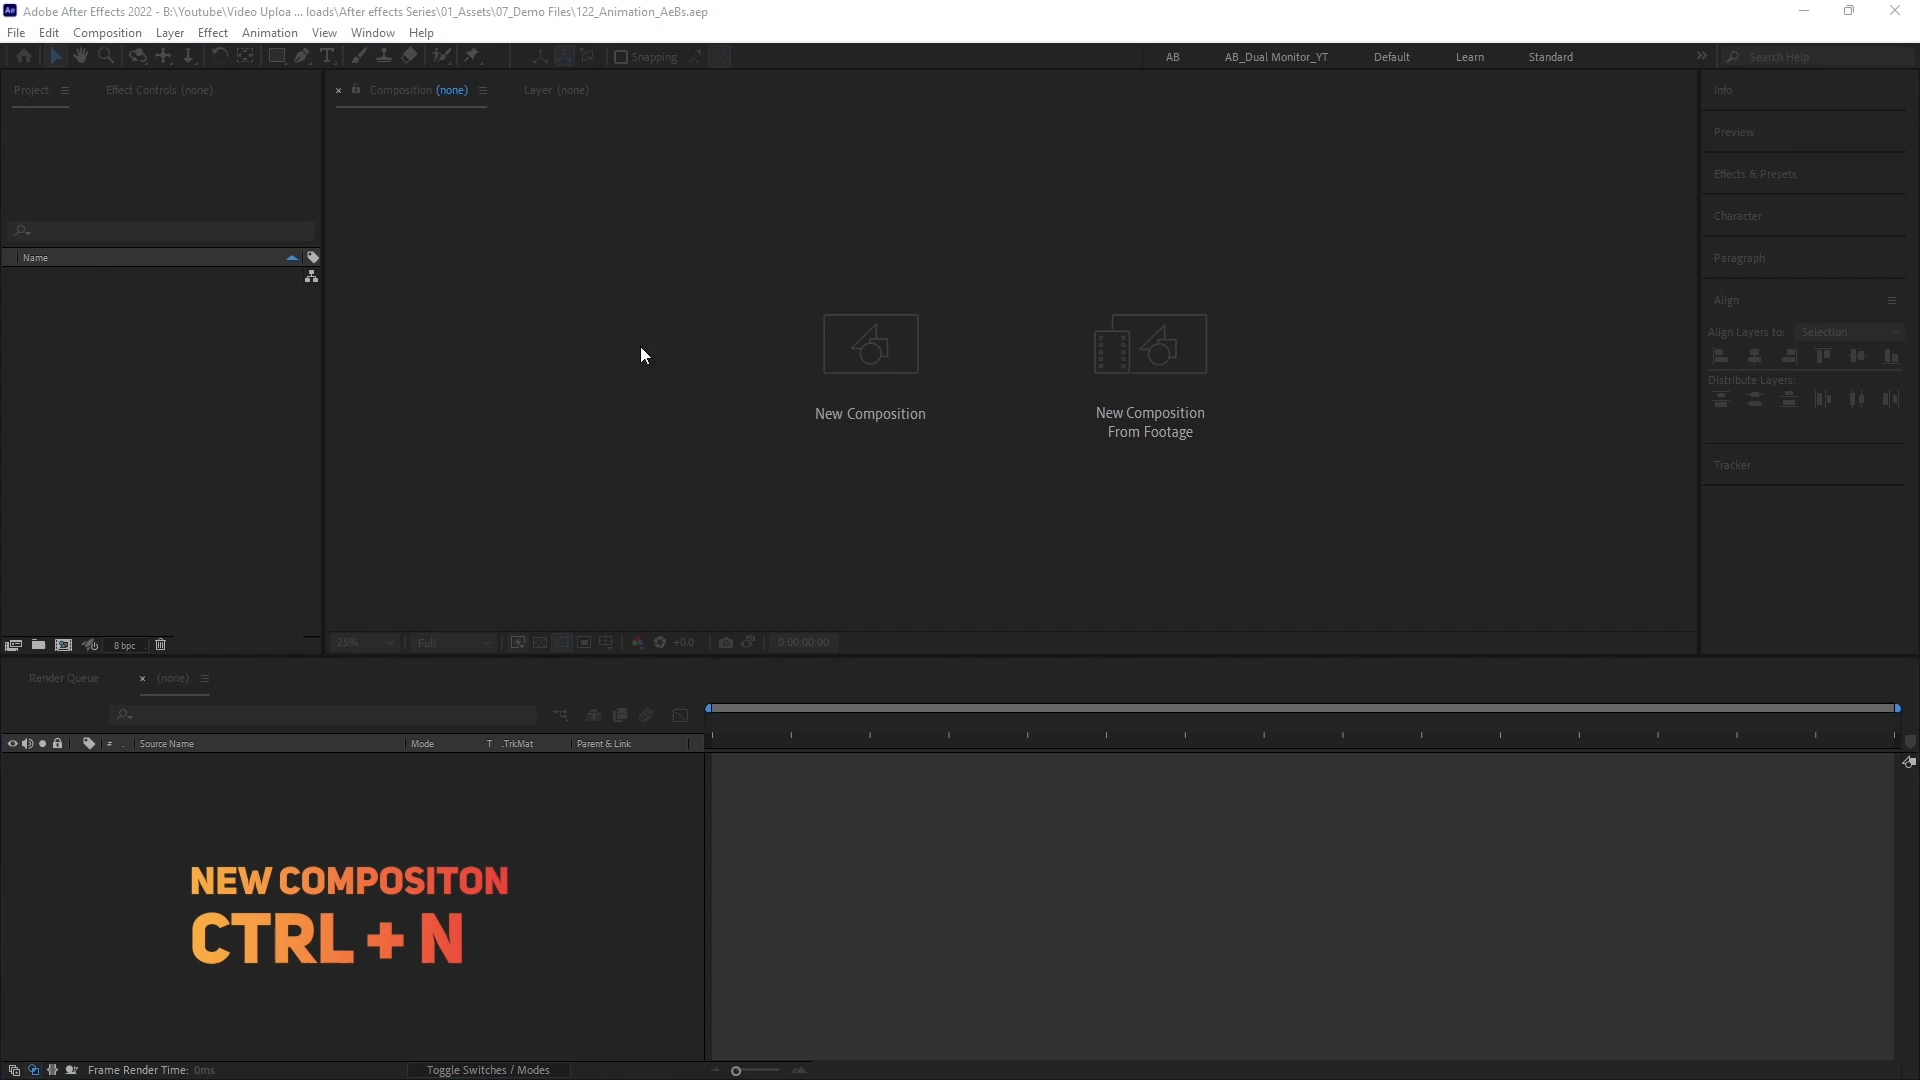 Ae Adobe After Effects 2022 - B:\Youtube\Video Uploa ... loads\After effects Series\01_Assets\07_Demo Files\122_Animation_AeBs.aep
File Edit Composition Layer Effect Animation View Window Help
T Snapping AB AB_Dual Monitor_YT Default Learn Standard Search Help
Project Effect Controls (none) Composition (none) Layer (none)
Info
Preview
Effects & Presets
Character
Paragraph
Align
Align Layers to: Selection
Distribute Layers:
Tracker
Name
New Composition
New Composition
From Footage
8 bpc
25% Full +0.0 0:00:00:00
Render Queue (none)
# Source Name Mode T .TrkMat Parent & Link
NEW COMPOSITON
CTRL + N
Frame Render Time: 0ms Toggle Switches / Modes